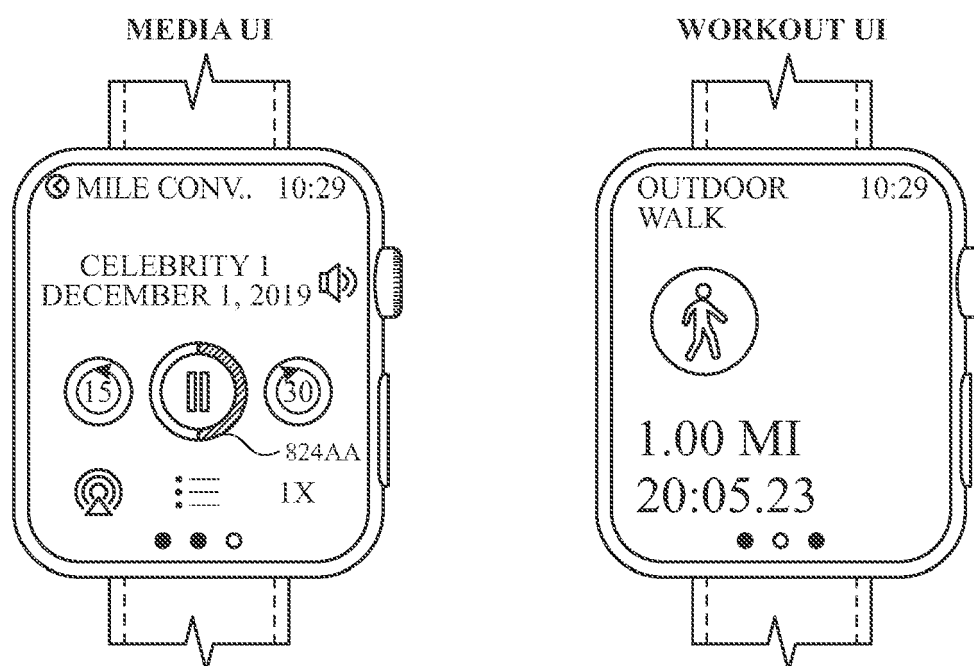 MEDIA UI
MILE CONV.. 10:29
CELEBRITY 1
DECEMBER 1, 2019
15
30
824AA
1X
WORKOUT UI
OUTDOOR 10:29
WALK
1.00 MI
20:05.23